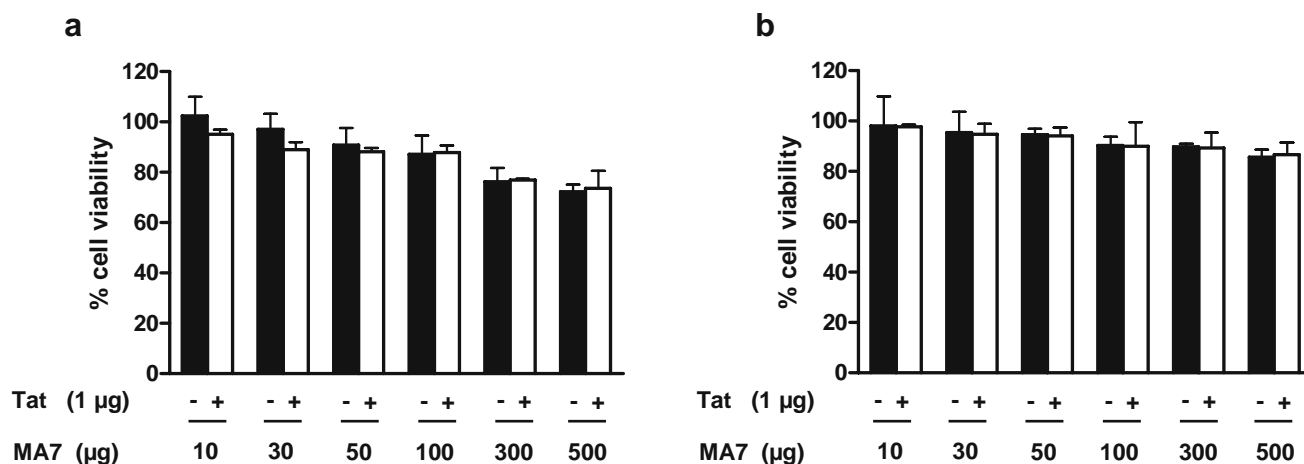 a
120
100
80
60
40
20
0
% cell viability
Tat (1 µg) - + - + - + - + - + - +
MA7 (µg) 10 30 50 100 300 500
b
120
100
80
60
40
20
0
% cell viability
Tat (1 µg) - + - + - + - + - + - +
MA7 (µg) 10 30 50 100 300 500